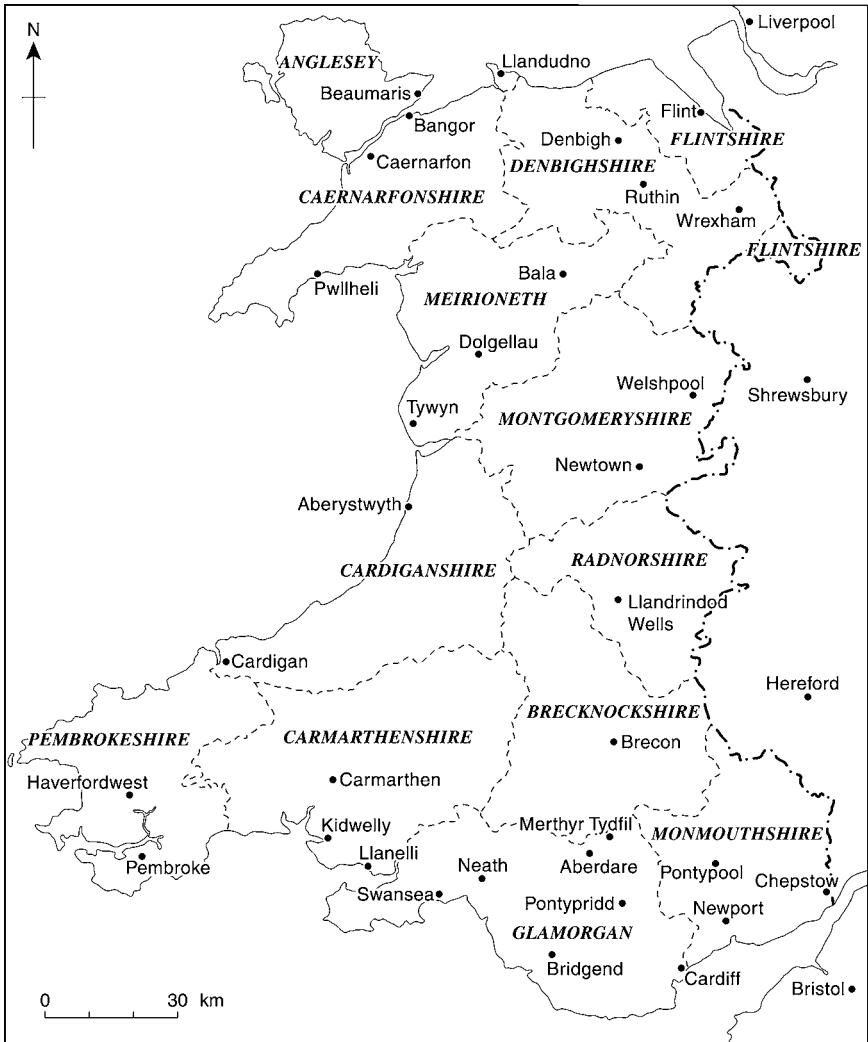 N
Liverpool
ANGLESEY
Llandudno
Beaumaris
Bangor
Flint
FLINTSHIRE
Denbigh
DENBIGHSHIRE
Caernarfon
Ruthin
CAERNARFONSHIRE
Wrexham
FLINTSHIRE
Pwllheli
Bala
MEIRIONETH
Dolgellau
Welshpool
Shrewsbury
Tywyn
MONTGOMERYSHIRE
Newtown
Aberystwyth
RADNORSHIRE
CARDIGANSHIRE
Llandrindod
Wells
Cardigan
Hereford
BRECKNOCKSHIRE
PEMBROKESHIRE
CARMARTHENSHIRE
Brecon
Haverfordwest
Carmarthen
Kidwelly
Merthyr Tydfil
MONMOUTHSHIRE
Pembroke
Llanelli
Aberdare
Pontypool
Neath
Chepstow
Swansea
Pontypridd
Newport
GLAMORGAN
Bridgend
Cardiff
Bristol
0 30 km